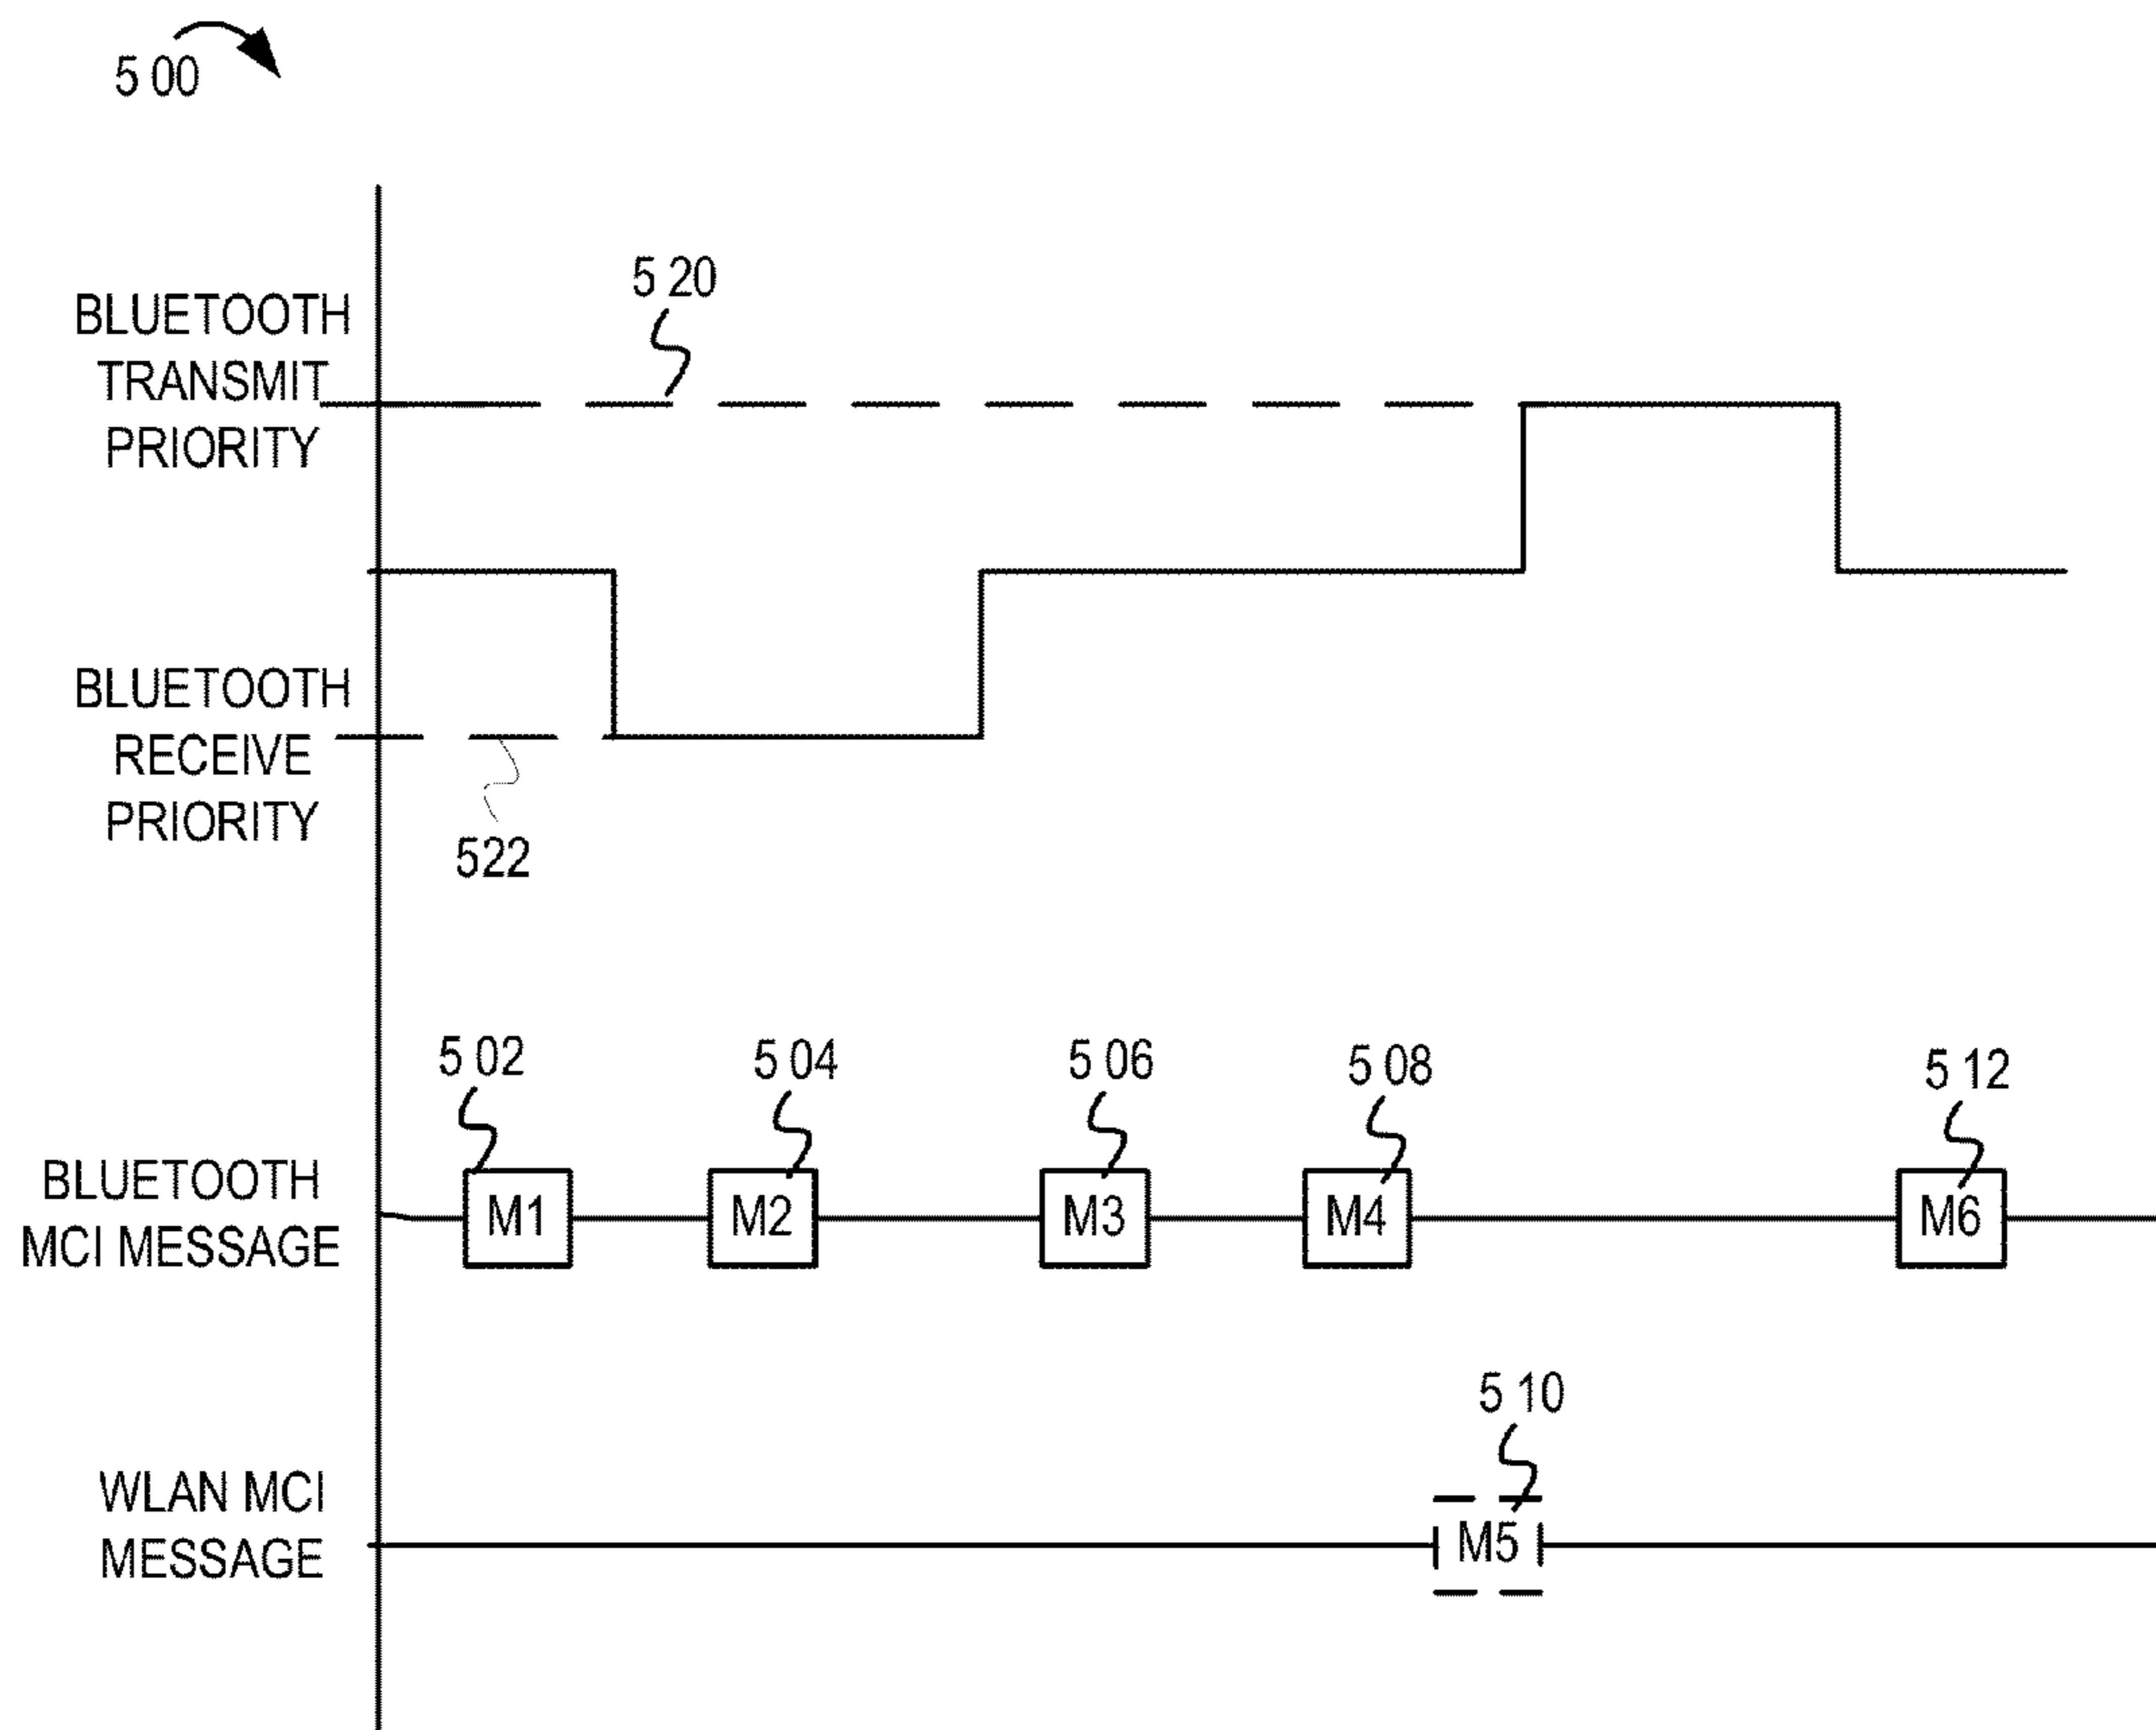 5 00
5 20
BLUETOOTH
TRANSMIT
PRIORITY
BLUETOOTH
RECEIVE
PRIORITY
522
5 02
5 04
5 06
5 08
5 12
BLUETOOTH
MCI MESSAGE
M1
M2
M3
M4
M6
5 10
WLAN MCI
MESSAGE
M5